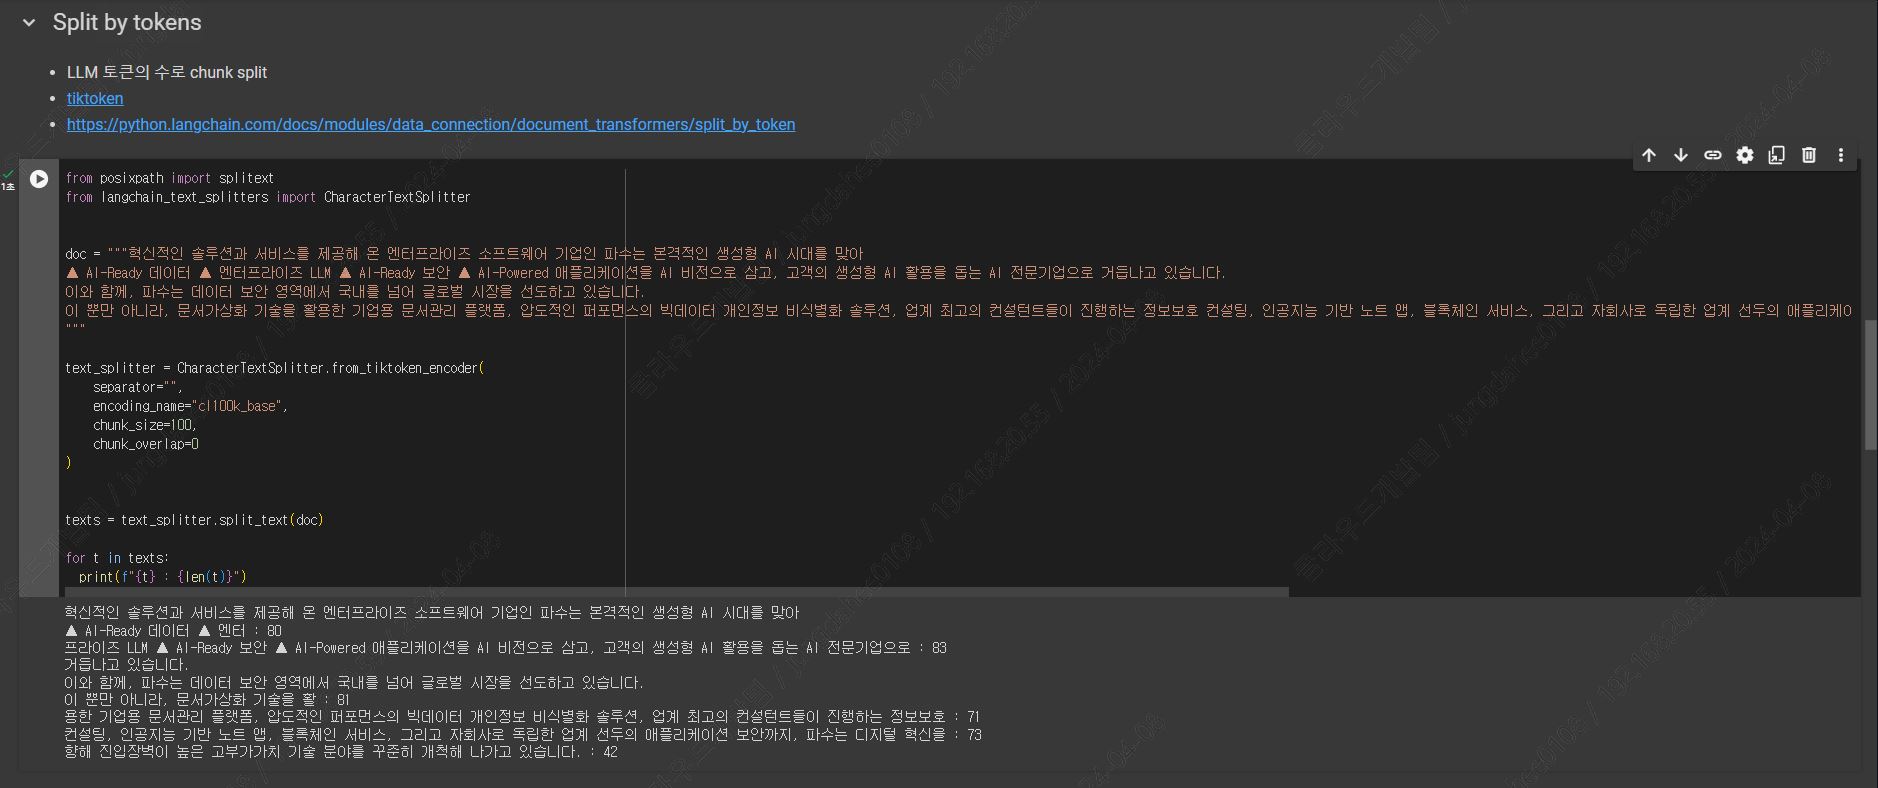 Split by tokens
LLM 토큰의 수로 chunk split
tiktoken
https://python.langchain.com/docs/modules/data_connection/document_transformers/split_by_token
1초
from posixpath import splitext
from langchain_text_splitters import CharacterTextSplitter
doc = """혁신적인 솔루션과 서비스를 제공해 온 엔터프라이즈 소프트웨어 기업인 파수는 본격적인 생성형 AI 시대를 맞아
▲ AI-Ready 데이터 ▲ 엔터프라이즈 LLM ▲ AI-Ready 보안 ▲ AI-Powered 애플리케이션을 AI 비전으로 삼고, 고객의 생성형 AI 활용을 돕는 AI 전문기업으로 거듭나고 있습니다.
이와 함께, 파수는 데이터 보안 영역에서 국내를 넘어 글로벌 시장을 선도하고 있습니다.
이 뿐만 아니라, 문서가상화 기술을 활용한 기업용 문서관리 플랫폼, 압도적인 퍼포먼스의 빅데이터 개인정보 비식별화 솔루션, 업계 최고의 컨설턴트들이 진행하는 정보보호 컨설팅, 인공지능 기반 노트 앱, 블록체인 서비스, 그리고 자회사로 독립한 업계 선두의 애플리케이
"""
text_splitter = CharacterTextSplitter.from_tiktoken_encoder(
separator="",
encoding_name="cl100k_base",
chunk_size=100,
chunk_overlap=0
)
texts = text_splitter.split_text(doc)
for t in texts:
print(f"{t} : {len(t)}")
혁신적인 솔루션과 서비스를 제공해 온 엔터프라이즈 소프트웨어 기업인 파수는 본격적인 생성형 AI 시대를 맞아
▲ AI-Ready 데이터 ▲ 엔터 : 80
프라이즈 LLM ▲ AI-Ready 보안 ▲ AI-Powered 애플리케이션을 AI 비전으로 삼고, 고객의 생성형 AI 활용을 돕는 AI 전문기업으로 : 83
거듭나고 있습니다.
이와 함께, 파수는 데이터 보안 영역에서 국내를 넘어 글로벌 시장을 선도하고 있습니다.
이 뿐만 아니라, 문서가상화 기술을 활 : 81
용한 기업용 문서관리 플랫폼, 압도적인 퍼포먼스의 빅데이터 개인정보 비식별화 솔루션, 업계 최고의 컨설턴트들이 진행하는 정보보호 : 71
컨설팅, 인공지능 기반 노트 앱, 블록체인 서비스, 그리고 자회사로 독립한 업계 선두의 애플리케이션 보안까지, 파수는 디지털 혁신을 : 73
향해 진입장벽이 높은 고부가가치 기술 분야를 꾸준히 개척해 나가고 있습니다. : 42